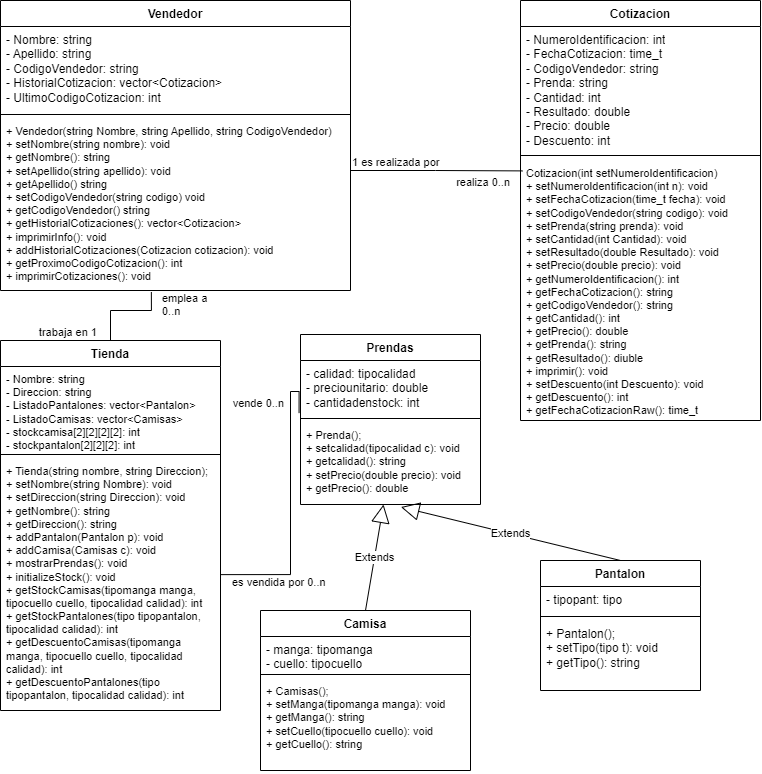 Vendedor
- Nombre: string
- Apellido: string
- CodigoVendedor: string
- HistorialCotizacion: vector<Cotizacion>
- UltimoCodigoCotizacion: int
+ Vendedor(string Nombre, string Apellido, string CodigoVendedor)
+ setNombre(string nombre): void
+ getNombre(): string
+ setApellido(string apellido): void
+ getApellido() string
+ setCodigoVendedor(string codigo) void
+ getCodigoVendedor() string
+ getHistorialCotizaciones(): vector<Cotizacion>
+ imprimirInfo(): void
+ addHistorialCotizaciones(Cotizacion cotizacion): void
+ getProximoCodigoCotizacion(): int
+ imprimirCotizaciones(): void
1 es realizada por
realiza 0..n
Cotizacion
- NumeroIdentificacion: int
- FechaCotizacion: time_t
- CodigoVendedor: string
- Prenda: string
- Cantidad: int
- Resultado: double
- Precio: double
- Descuento: int
Cotizacion(int setNumeroIdentificacion)
+ setNumeroIdentificacion(int n): void
+ setFechaCotizacion(time_t fecha): void
+ setCodigoVendedor(string codigo): void
+ setPrenda(string prenda): void
+ setCantidad(int Cantidad): void
+ setResultado(double Resultado): void
+ setPrecio(double precio): void
+ getNumeroIdentificacion(): int
+ getFechaCotizacion(): string
+ getCodigoVendedor(): string
+ getCantidad(): int
+ getPrecio(): double
+ getPrenda(): string
+ getResultado(): diuble
+ imprimir(): void
+ setDescuento(int Descuento): void
+ getDescuento(): int
+ getFechaCotizacionRaw(): time_t
emplea a
0..n
trabaja en 1
Tienda
- Nombre: string
- Direccion: string
- ListadoPantalones: vector<Pantalon>
- ListadoCamisas: vector<Camisas>
- stockcamisa[2][2][2][2]: int
- stockpantalon[2][2][2]: int
+ Tienda(string nombre, string Direccion);
+ setNombre(string Nombre): void
+ setDireccion(string Direccion): void
+ getNombre(): string
+ getDireccion(): string
+ addPantalon(Pantalon p): void
+ addCamisa(Camisas c): void
+ mostrarPrendas(): void
+ initializeStock(): void
+ getStockCamisas(tipomanga manga,
tipocuello cuello, tipocalidad calidad): int
+ getStockPantalones(tipo tipopantalon,
tipocalidad calidad): int
+ getDescuentoCamisas(tipomanga
manga, tipocuello cuello, tipocalidad
calidad): int
+ getDescuentoPantalones(tipo
tipopantalon, tipocalidad calidad): int
vende 0..n
es vendida por 0..n
Prendas
- calidad: tipocalidad
- preciounitario: double
- cantidadenstock: int
+ Prenda();
+ setcalidad(tipocalidad c): void
+ getcalidad(): string
+ setPrecio(double precio): void
+ getPrecio(): double
Extends
Extends
Camisa
- manga: tipomanga
- cuello: tipocuello
+ Camisas();
+ setManga(tipomanga manga): void
+ getManga(): string
+ setCuello(tipocuello cuello): void
+ getCuello(): string
Pantalon
- tipopant: tipo
+ Pantalon();
+ setTipo(tipo t): void
+ getTipo(): string